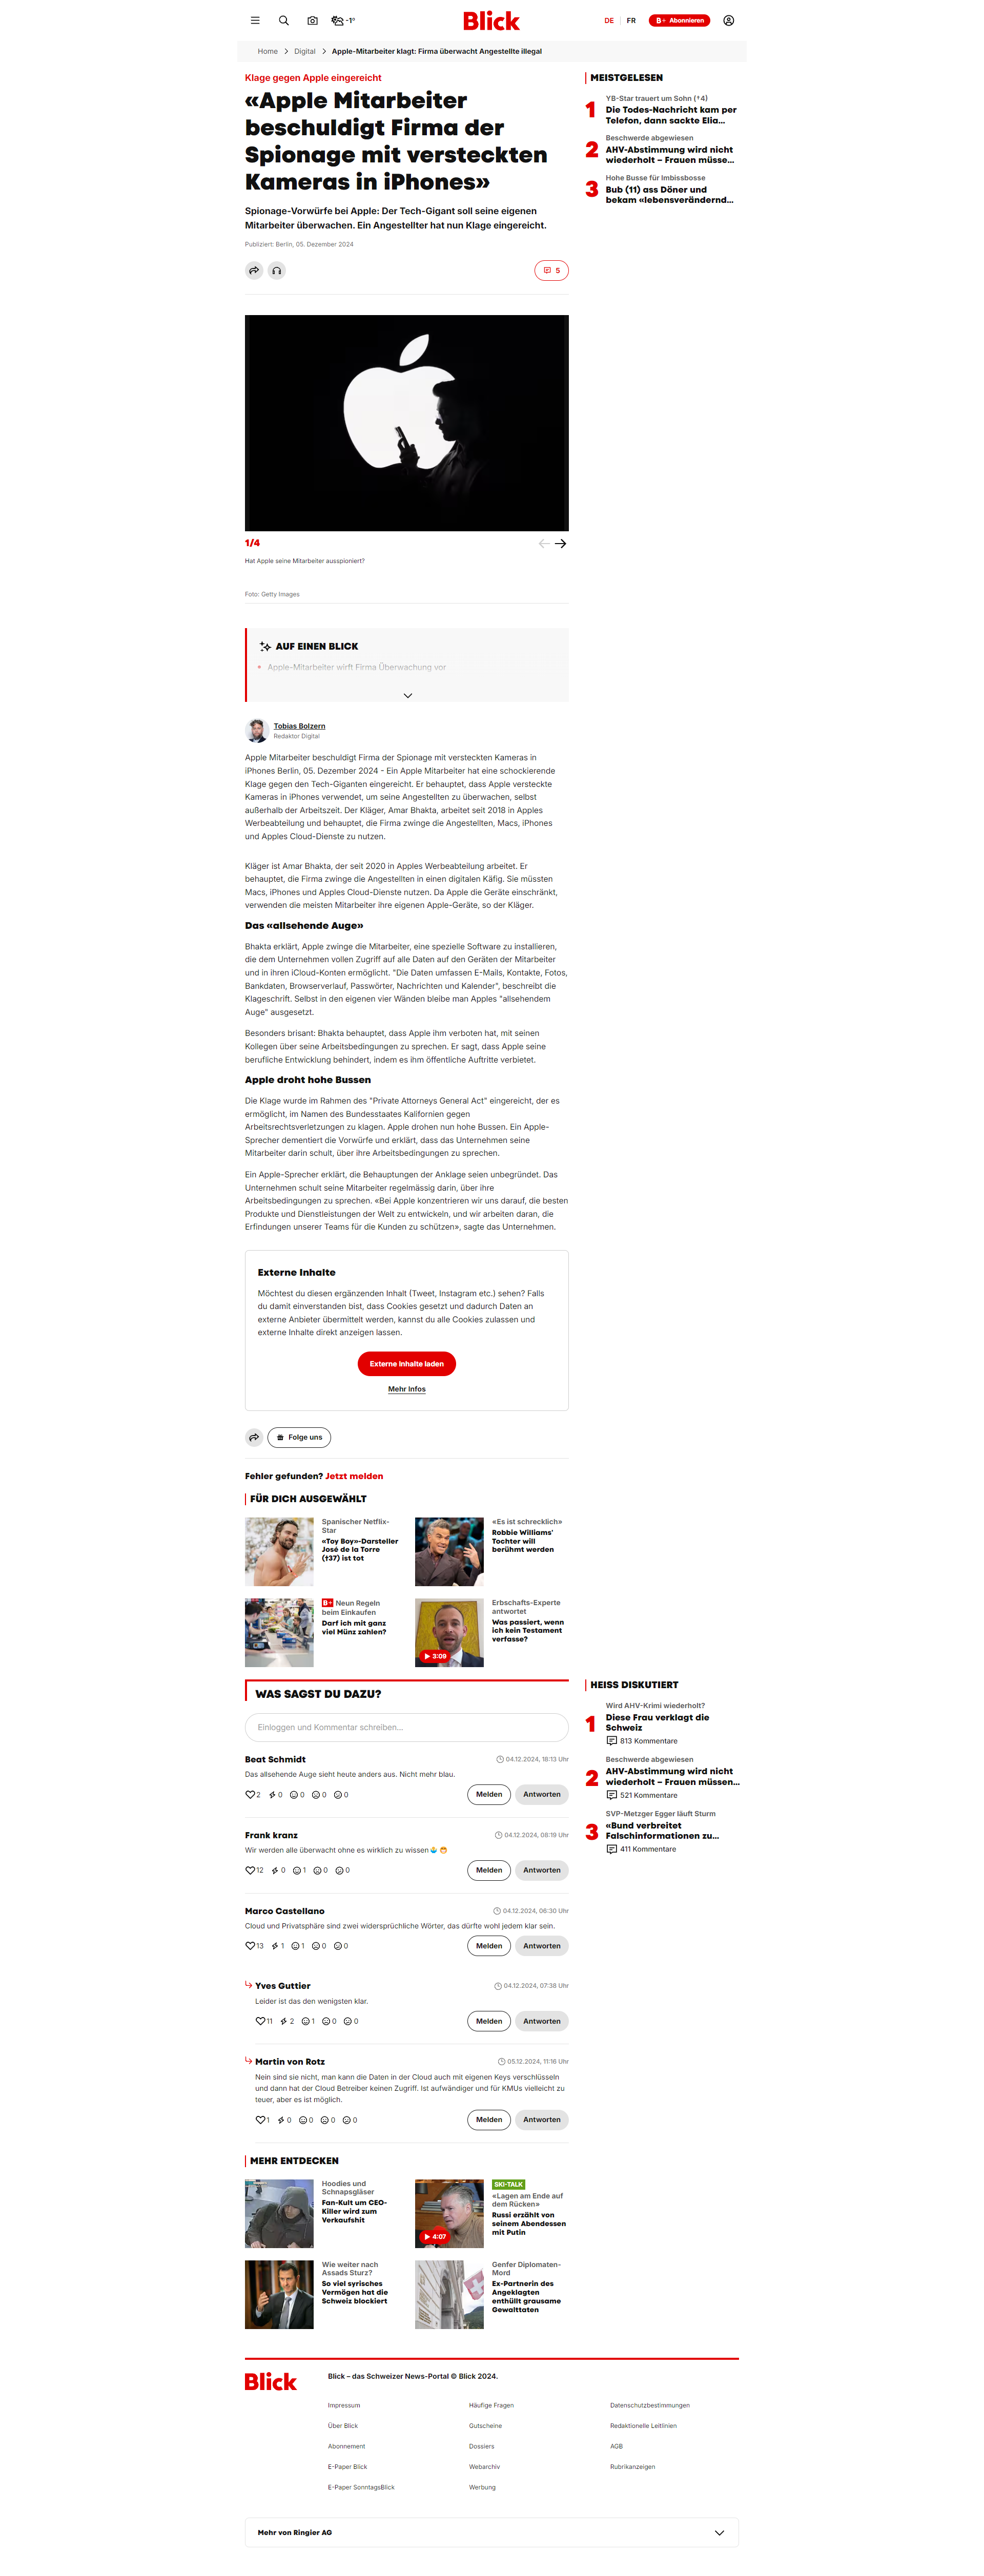 -1°
Blick
DE
FR
B+ Abonnieren
Home
Digital
Apple-Mitarbeiter klagt: Firma überwacht Angestellte illegal
Klage gegen Apple eingereicht
«Apple Mitarbeiter
beschuldigt Firma der
Spionage mit versteckten
Kameras in iPhones»
Spionage-Vorwürfe bei Apple: Der Tech-Gigant soll seine eigenen
Mitarbeiter überwachen. Ein Angestellter hat nun Klage eingereicht.
Publiziert: Berlin, 05. Dezember 2024
5
MEISTGELESEN
1
YB-Star trauert um Sohn (†4)
Die Todes-Nachricht kam per
Telefon, dann sackte Elia...
2
Beschwerde abgewiesen
AHV-Abstimmung wird nicht
wiederholt – Frauen müsse...
3
Hohe Busse für Imbissbosse
Bub (11) ass Döner und
bekam «lebensverändernd...
1/4
Hat Apple seine Mitarbeiter ausspioniert?
Foto: Getty Images
AUF EINEN BLICK
Apple-Mitarbeiter wirft Firma Überwachung vor
Tobias Bolzern
Redaktor Digital
Apple Mitarbeiter beschuldigt Firma der Spionage mit versteckten Kameras in
iPhones Berlin, 05. Dezember 2024 - Ein Apple Mitarbeiter hat eine schockierende
Klage gegen den Tech-Giganten eingereicht. Er behauptet, dass Apple versteckte
Kameras in iPhones verwendet, um seine Angestellten zu überwachen, selbst
außerhalb der Arbeitszeit. Der Kläger, Amar Bhakta, arbeitet seit 2018 in Apples
Werbeabteilung und behauptet, die Firma zwinge die Angestellten, Macs, iPhones
und Apples Cloud-Dienste zu nutzen.
Kläger ist Amar Bhakta, der seit 2020 in Apples Werbeabteilung arbeitet. Er
behauptet, die Firma zwinge die Angestellten in einen digitalen Käfig. Sie müssten
Macs, iPhones und Apples Cloud-Dienste nutzen. Da Apple die Geräte einschränkt,
verwenden die meisten Mitarbeiter ihre eigenen Apple-Geräte, so der Kläger.
Das «allsehende Auge»
Bhakta erklärt, Apple zwinge die Mitarbeiter, eine spezielle Software zu installieren,
die dem Unternehmen vollen Zugriff auf alle Daten auf den Geräten der Mitarbeiter
und in ihren iCloud-Konten ermöglicht. "Die Daten umfassen E-Mails, Kontakte, Fotos,
Bankdaten, Browserverlauf, Passwörter, Nachrichten und Kalender", beschreibt die
Klageschrift. Selbst in den eigenen vier Wänden bleibe man Apples "allsehendem
Auge" ausgesetzt.
Besonders brisant: Bhakta behauptet, dass Apple ihm verboten hat, mit seinen
Kollegen über seine Arbeitsbedingungen zu sprechen. Er sagt, dass Apple seine
berufliche Entwicklung behindert, indem es ihm öffentliche Auftritte verbietet.
Apple droht hohe Bussen
Die Klage wurde im Rahmen des "Private Attorneys General Act" eingereicht, der es
ermöglicht, im Namen des Bundesstaates Kalifornien gegen
Arbeitsrechtsverletzungen zu klagen. Apple drohen nun hohe Bussen. Ein Apple-
Sprecher dementiert die Vorwürfe und erklärt, dass das Unternehmen seine
Mitarbeiter darin schult, über ihre Arbeitsbedingungen zu sprechen.
Ein Apple-Sprecher erklärt, die Behauptungen der Anklage seien unbegründet. Das
Unternehmen schult seine Mitarbeiter regelmässig darin, über ihre
Arbeitsbedingungen zu sprechen. «Bei Apple konzentrieren wir uns darauf, die besten
Produkte und Dienstleistungen der Welt zu entwickeln, und wir arbeiten daran, die
Erfindungen unserer Teams für die Kunden zu schützen», sagte das Unternehmen.
Externe Inhalte
Möchtest du diesen ergänzenden Inhalt (Tweet, Instagram etc.) sehen? Falls
du damit einverstanden bist, dass Cookies gesetzt und dadurch Daten an
externe Anbieter übermittelt werden, kannst du alle Cookies zulassen und
externe Inhalte direkt anzeigen lassen.
Externe Inhalte laden
Mehr Infos
Folge uns
Fehler gefunden? Jetzt melden
FÜR DICH AUSGEWÄHLT
Spanischer Netflix-
Star
«Toy Boy»-Darsteller
José de la Torre
(†37) ist tot
«Es ist schrecklich»
Robbie Williams'
Tochter will
berühmt werden
B+ Neun Regeln
beim Einkaufen
Darf ich mit ganz
viel Münz zahlen?
3:09
Erbschafts-Experte
antwortet
Was passiert, wenn
ich kein Testament
verfasse?
WAS SAGST DU DAZU?
Einloggen und Kommentar schreiben...
Beat Schmidt
04.12.2024, 18:13 Uhr
Das allsehende Auge sieht heute anders aus. Nicht mehr blau.
2 0 0 0 0
Melden
Antworten
Frank kranz
04.12.2024, 08:19 Uhr
Wir werden alle überwacht ohne es wirklich zu wissen
12 0 1 0 0
Melden
Antworten
Marco Castellano
04.12.2024, 06:30 Uhr
Cloud und Privatsphäre sind zwei widersprüchliche Wörter, das dürfte wohl jedem klar sein.
13 1 1 0 0
Melden
Antworten
Yves Guttier
04.12.2024, 07:38 Uhr
Leider ist das den wenigsten klar.
11 2 1 0 0
Melden
Antworten
Martin von Rotz
05.12.2024, 11:16 Uhr
Nein sind sie nicht, man kann die Daten in der Cloud auch mit eigenen Keys verschlüsseln
und dann hat der Cloud Betreiber keinen Zugriff. Ist aufwändiger und für KMUs vielleicht zu
teuer, aber es ist möglich.
1 0 0 0 0
Melden
Antworten
HEISS DISKUTIERT
1
Wird AHV-Krimi wiederholt?
Diese Frau verklagt die
Schweiz
813 Kommentare
2
Beschwerde abgewiesen
AHV-Abstimmung wird nicht
wiederholt – Frauen müssen...
521 Kommentare
3
SVP-Metzger Egger läuft Sturm
«Bund verbreitet
Falschinformationen zu...
411 Kommentare
MEHR ENTDECKEN
Hoodies und
Schnapsgläser
Fan-Kult um CEO-
Killer wird zum
Verkaufshit
4:07
SKI-TALK
«Lagen am Ende auf
dem Rücken»
Russi erzählt von
seinem Abendessen
mit Putin
Wie weiter nach
Assads Sturz?
So viel syrisches
Vermögen hat die
Schweiz blockiert
Genfer Diplomaten-
Mord
Ex-Partnerin des
Angeklagten
enthüllt grausame
Gewalttaten
Blick
Blick – das Schweizer News-Portal © Blick 2024.
Impressum
Häufige Fragen
Datenschutzbestimmungen
Über Blick
Gutscheine
Redaktionelle Leitlinien
Abonnement
Dossiers
AGB
E-Paper Blick
Webarchiv
Rubrikanzeigen
E-Paper SonntagsBlick
Werbung
Mehr von Ringier AG